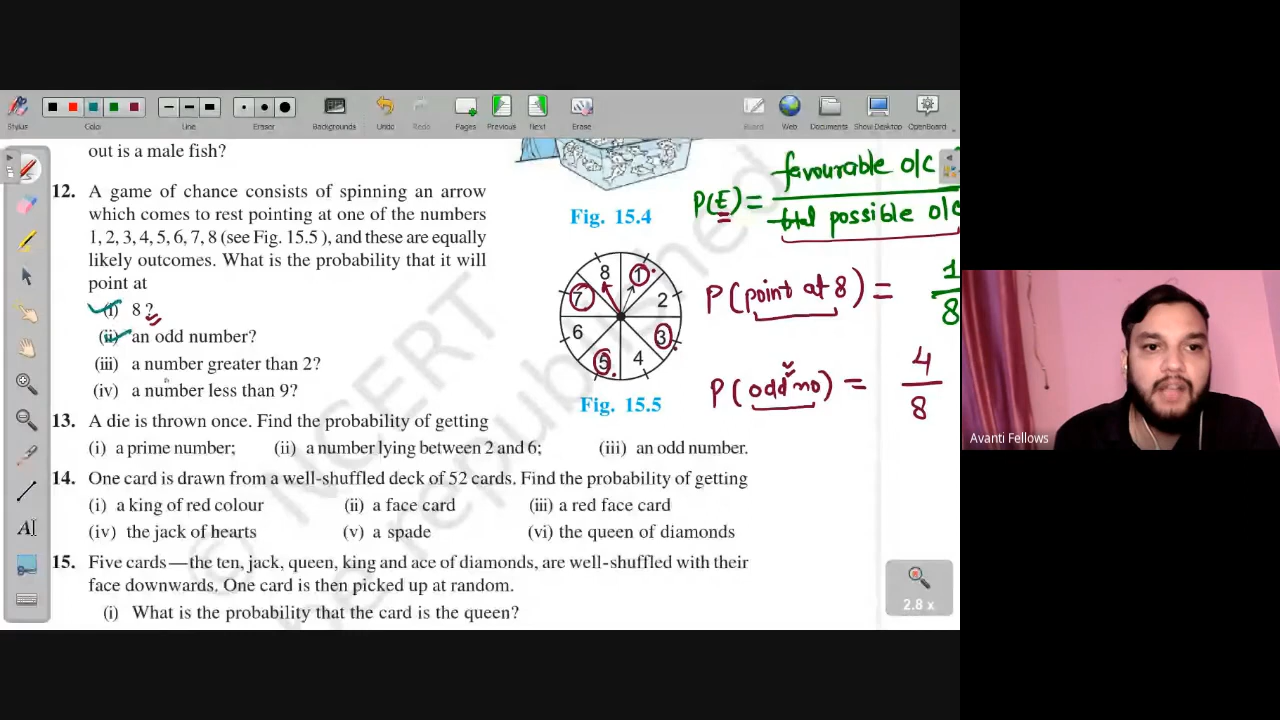 Stylus
Color
Line
Eraser
Backgrounds
Undo
Redo
Pages
Previous
Next
Erase
Board
Web
Documents
Show Desktop
OpenBoard
out is a male fish?
12. A game of chance consists of spinning an arrow
which comes to rest pointing at one of the numbers
1, 2, 3, 4, 5, 6, 7, 8 (see Fig. 15.5 ), and these are equally
likely outcomes. What is the probability that it will
point at
(i) 8 ?
(ii) an odd number?
(iii) a number greater than 2?
(iv) a number less than 9?
Fig. 15.4
8 1
7 2
6 3
5 4
Fig. 15.5
P(E) = favourable o/c
total possible o/c
P(point at 8) = 1
8
P(odd no) = 4
8
13. A die is thrown once. Find the probability of getting
(i) a prime number; (ii) a number lying between 2 and 6; (iii) an odd number.
14. One card is drawn from a well-shuffled deck of 52 cards. Find the probability of getting
(i) a king of red colour (ii) a face card (iii) a red face card
(iv) the jack of hearts (v) a spade (vi) the queen of diamonds
15. Five cards—the ten, jack, queen, king and ace of diamonds, are well-shuffled with their
face downwards. One card is then picked up at random.
(i) What is the probability that the card is the queen?
© NCERT
be republished
2.8 x
Avanti Fellows